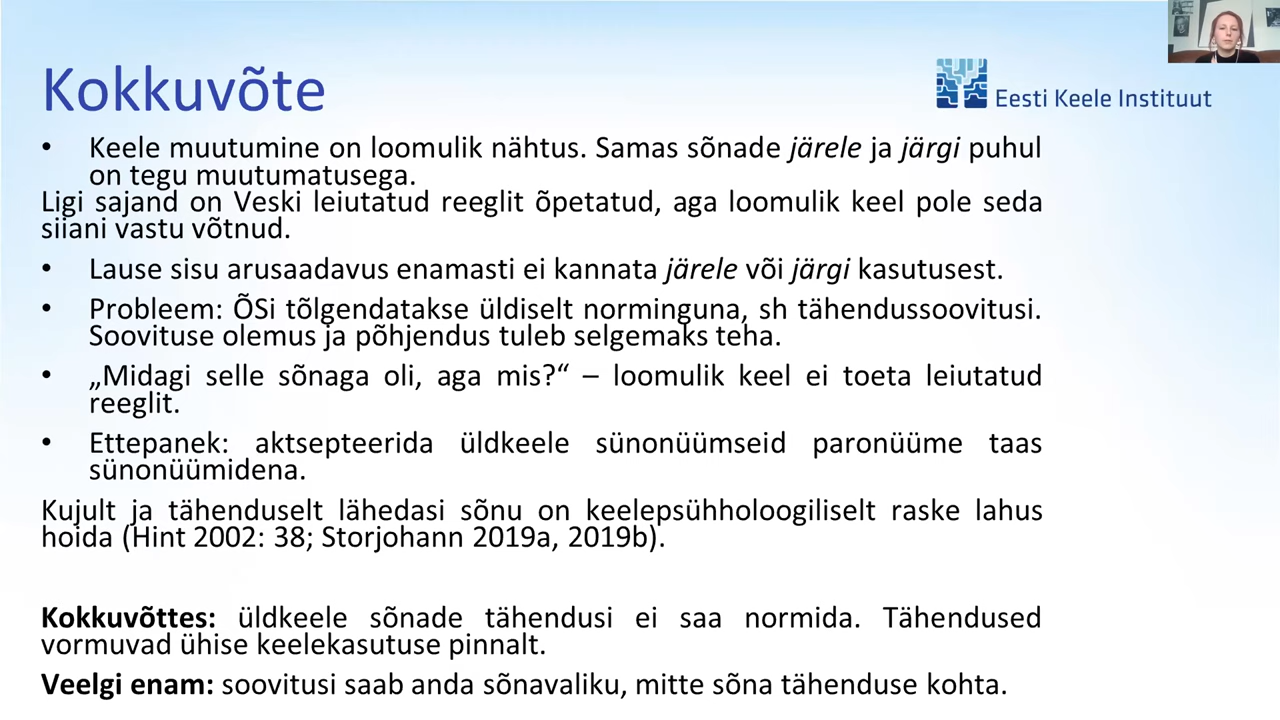 Kokkuvõte
Eesti Keele Instituut
• Keele muutumine on loomulik nähtus. Samas sõnade järele ja järgi puhul
on tegu muutumatusega.
Ligi sajand on Veski leiutatud reeglit õpetatud, aga loomulik keel pole seda
siiani vastu võtnud.
• Lause sisu arusaadavus enamasti ei kannata järele või järgi kasutusest.
• Probleem: ÕSi tõlgendatakse üldiselt norminguna, sh tähendussoovitusi.
Soovituse olemus ja põhjendus tuleb selgemaks teha.
• „Midagi selle sõnaga oli, aga mis?“ – loomulik keel ei toeta leiutatud
reeglit.
• Ettepanek: aktsepteerida üldkeele sünonüümseid paronüüme taas
sünonüümidena.
Kujult ja tähenduselt lähedasi sõnu on keelepsühholoogiliselt raske lahus
hoida (Hint 2002: 38; Storjohann 2019a, 2019b).
Kokkuvõttes: üldkeele sõnade tähendusi ei saa normida. Tähendused
vormuvad ühise keelekasutuse pinnalt.
Veelgi enam: soovitusi saab anda sõnavaliku, mitte sõna tähenduse kohta.